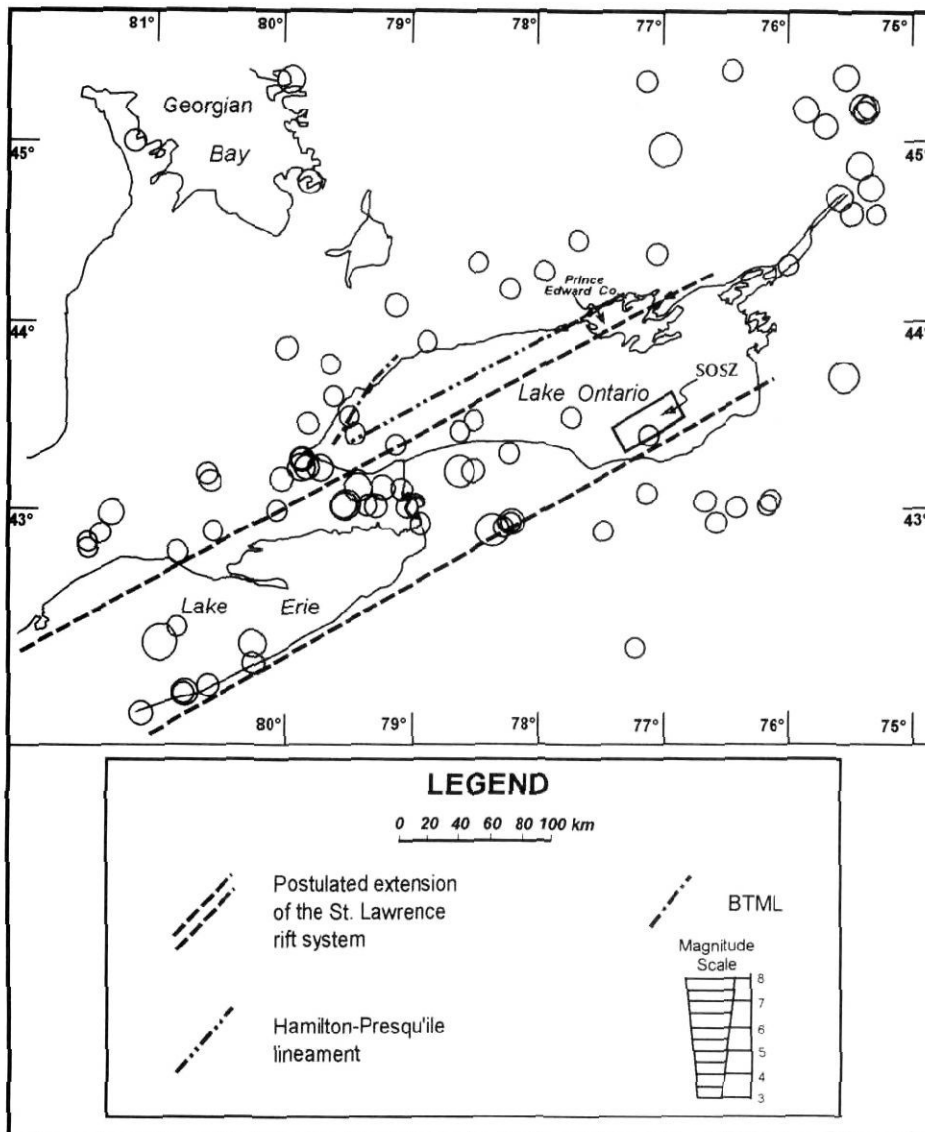 81° 80° 79° 78° 77° 76° 75°
Georgian
Bay
45° 45°
Prince
Edward Co.
44° 44°
SOSZ
Lake Ontario
43° 43°
Lake Erie
80° 79° 78° 77° 76° 75°
LEGEND
0 20 40 60 80 100 km
Postulated extension
of the St. Lawrence
rift system
BTML
Magnitude
Scale
8
7
6
5
4
3
Hamilton-Presqu'ile
lineament